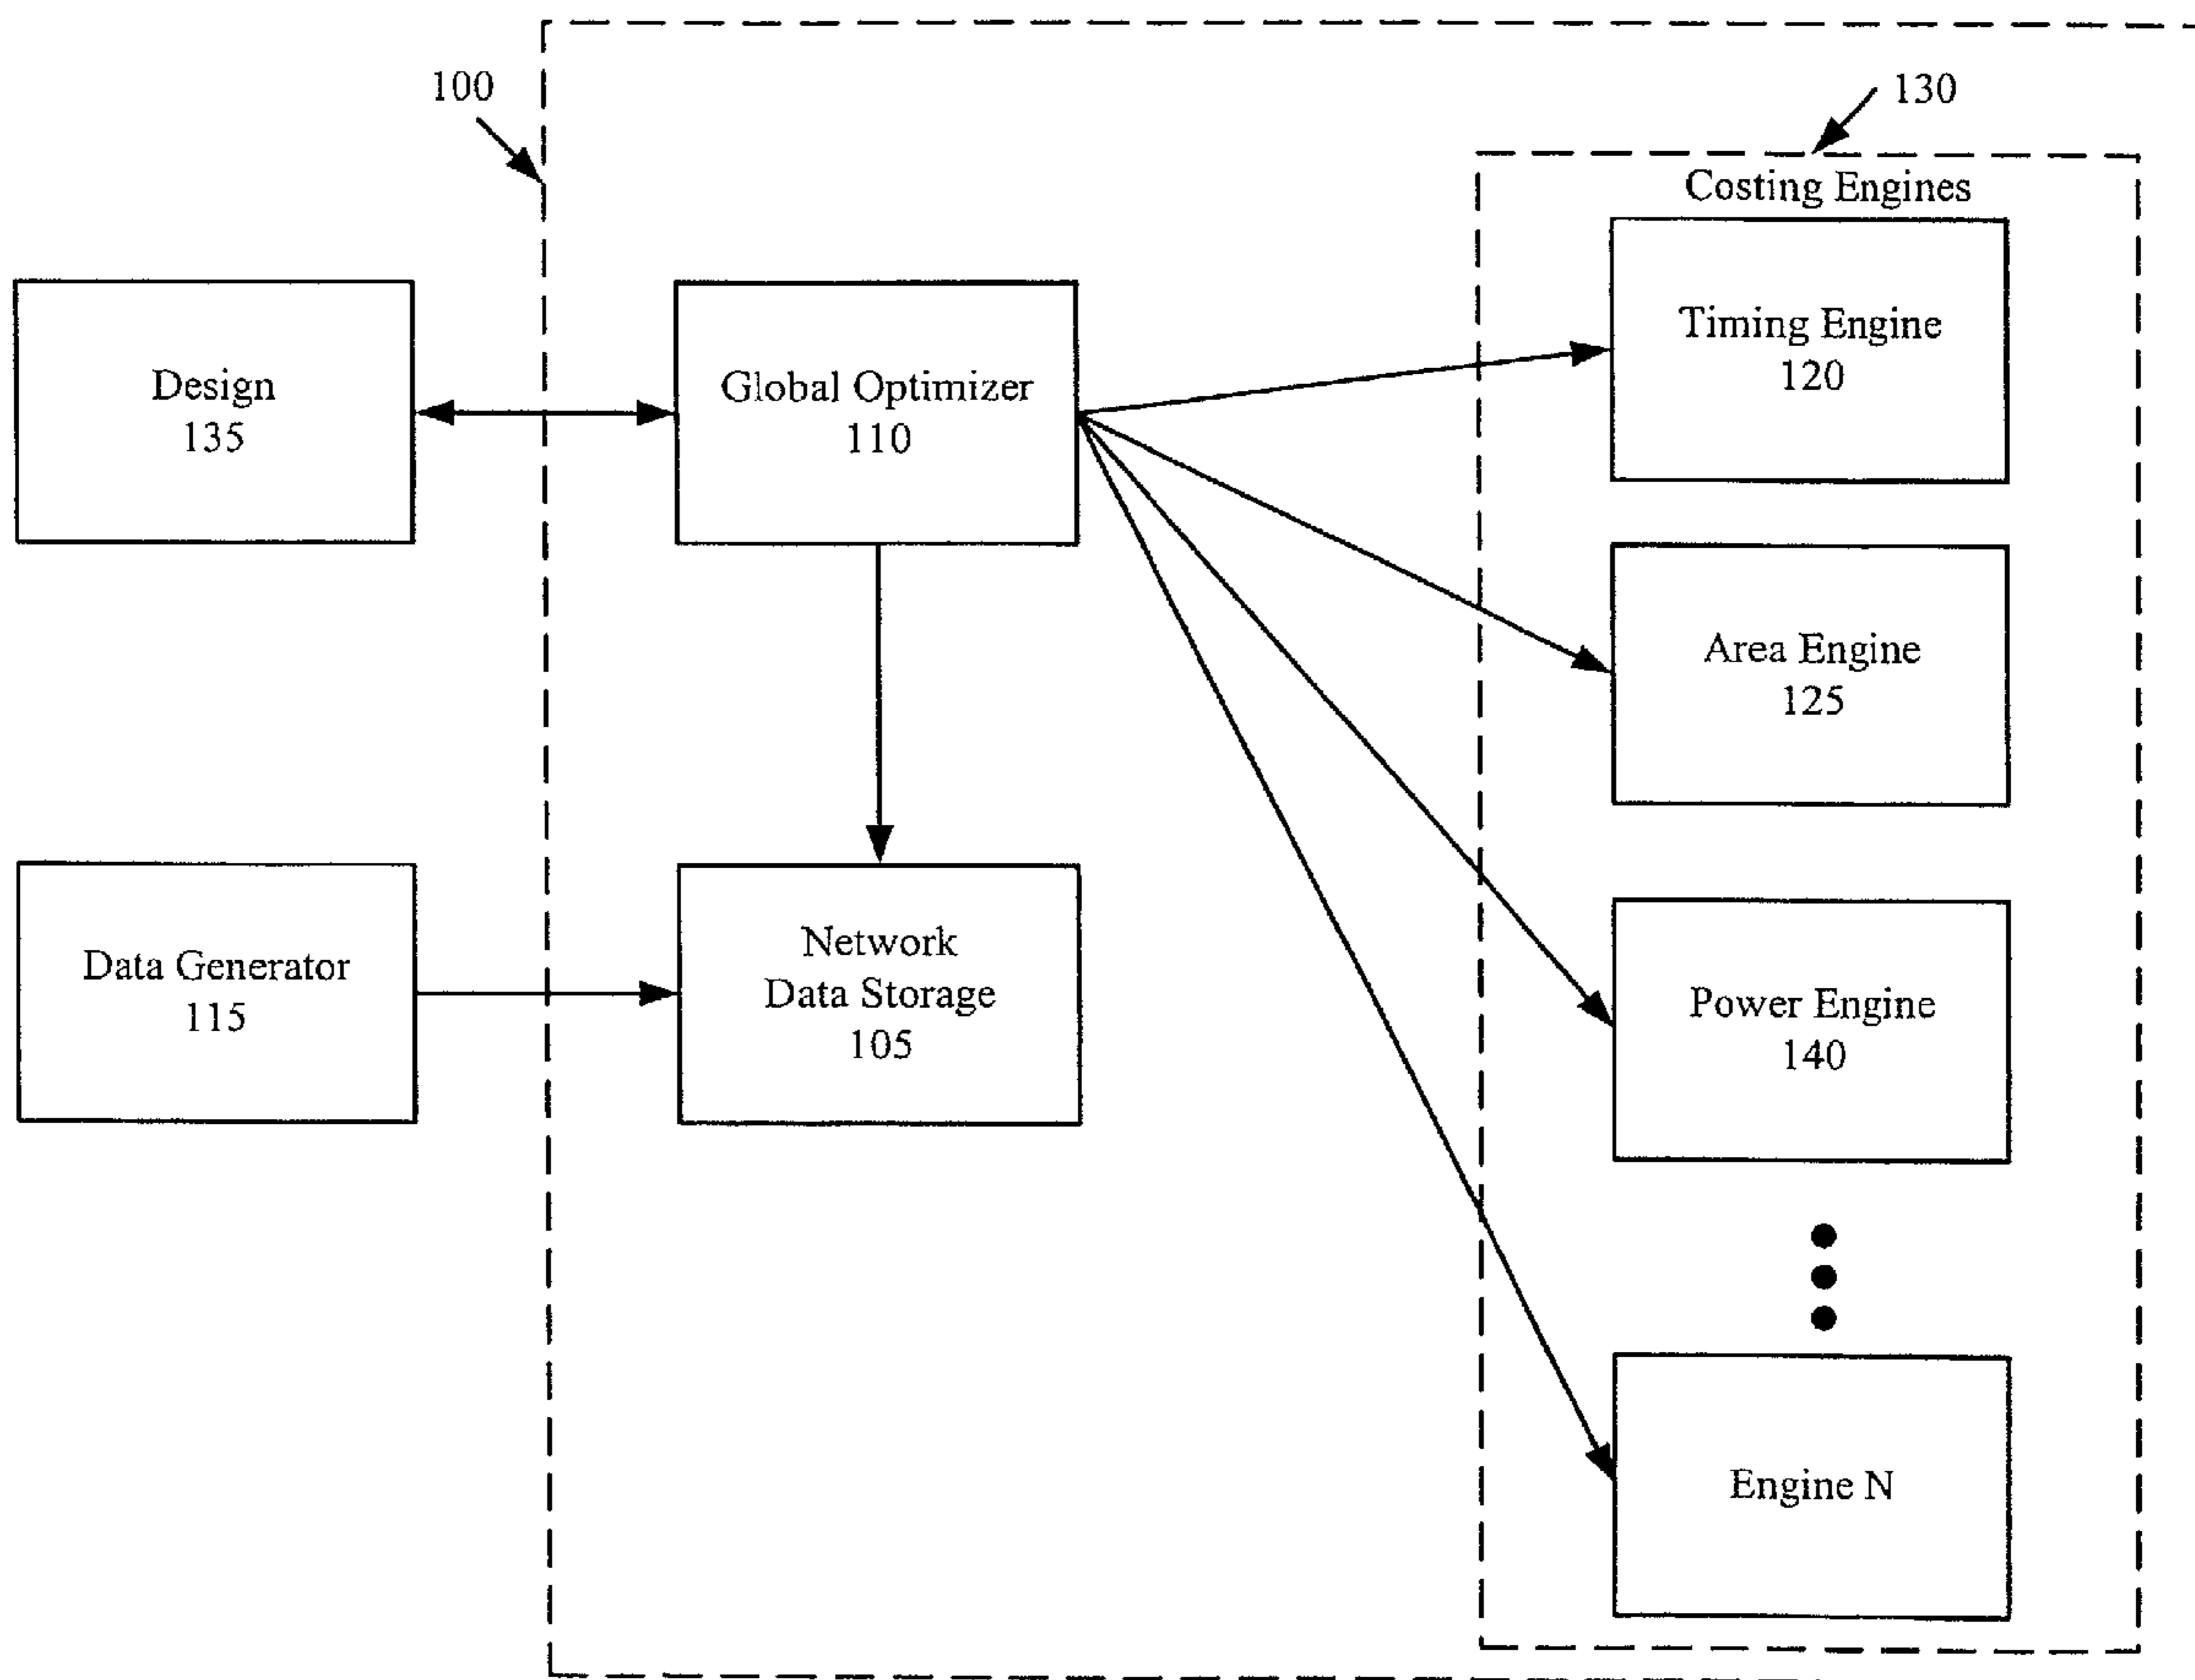 100
130
Costing Engines
Timing Engine
120
Design
135
Global Optimizer
110
Area Engine
125
Data Generator
115
Network
Data Storage
105
Power Engine
140
Engine N